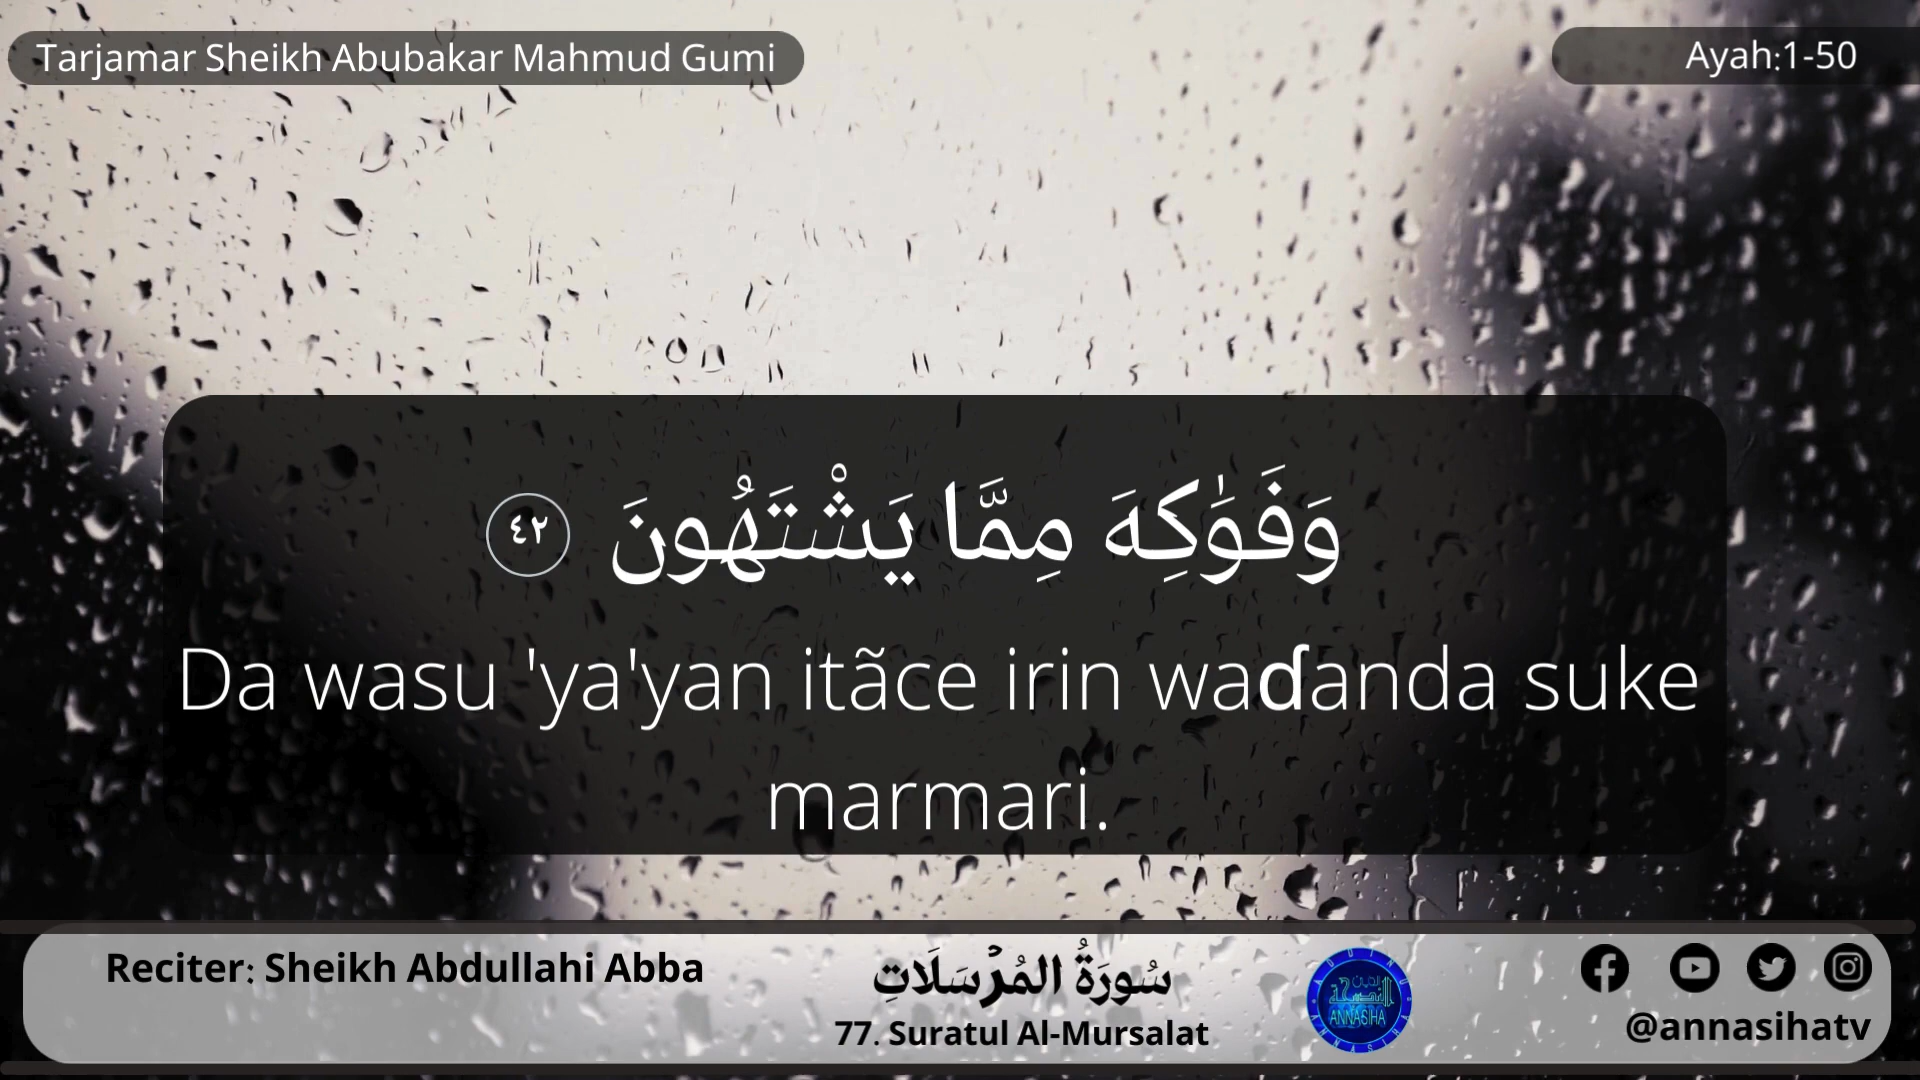 Tarjamar Sheikh Abubakar Mahmud Gumi
Ayah:1-50
وَفَوَٰكِهَ مِمَّا يَشْتَهُونَ ٤٢
Da wasu 'ya'yan itãce irin waɗanda suke
marmari.
Reciter: Sheikh Abdullahi Abba
سُورَةُ المُرْسَلَاتِ
77. Suratul Al-Mursalat
ANNASIHA
@annasihatv